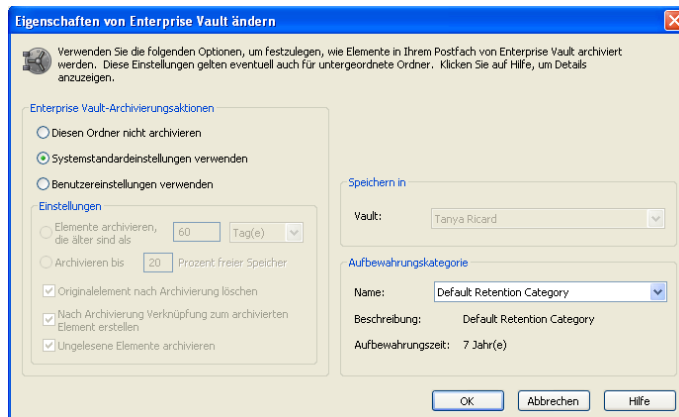 Eigenschaften von Enterprise Vault ändern
Verwenden Sie die folgenden Optionen, um festzulegen, wie Elemente in Ihrem Postfach von Enterprise Vault archiviert
werden. Diese Einstellungen gelten eventuell auch für untergeordnete Ordner. Klicken Sie auf Hilfe, um Details
anzuzeigen.
Enterprise Vault-Archivierungsaktionen
Diesen Ordner nicht archivieren
Systemstandardeinstellungen verwenden
Benutzereinstellungen verwenden
Einstellungen
Elemente archivieren,
die älter sind als
60
Tag(e)
Archivieren bis
20
Prozent freier Speicher
Originalelement nach Archivierung löschen
Nach Archivierung Verknüpfung zum archivierten
Element erstellen
Ungelesene Elemente archivieren
Speichern in
Vault:
Tanya Ricard
Aufbewahrungskategorie
Name:
Default Retention Category
Beschreibung:
Default Retention Category
Aufbewahrungszeit:
7 Jahr(e)
OK
Abbrechen
Hilfe